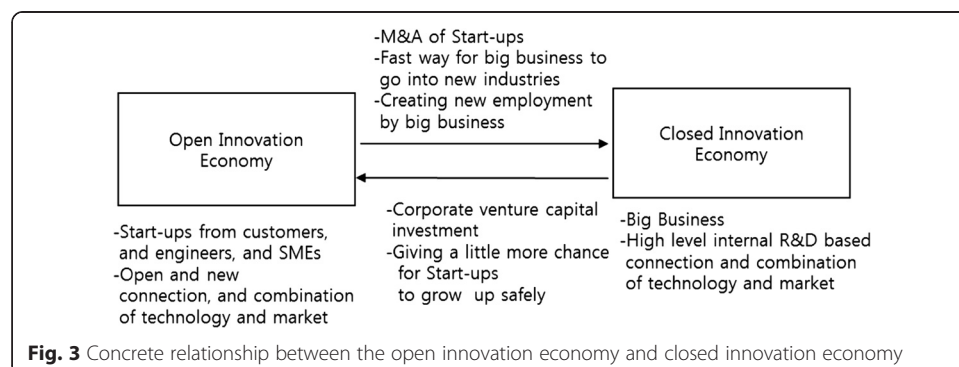 -M&A of Start-ups
-Fast way for big business to
go into new industries
-Creating new employment
by big business
Open Innovation
Economy
Closed Innovation
Economy
-Corporate venture capital
investment
-Giving a little more chance
for Start-ups
to grow up safely
-Start-ups from customers,
and engineers, and SMEs
-Open and new
connection, and combination
of technology and market
-Big Business
-High level internal R&D based
connection and combination
of technology and market
Fig. 3 Concrete relationship between the open innovation economy and closed innovation economy